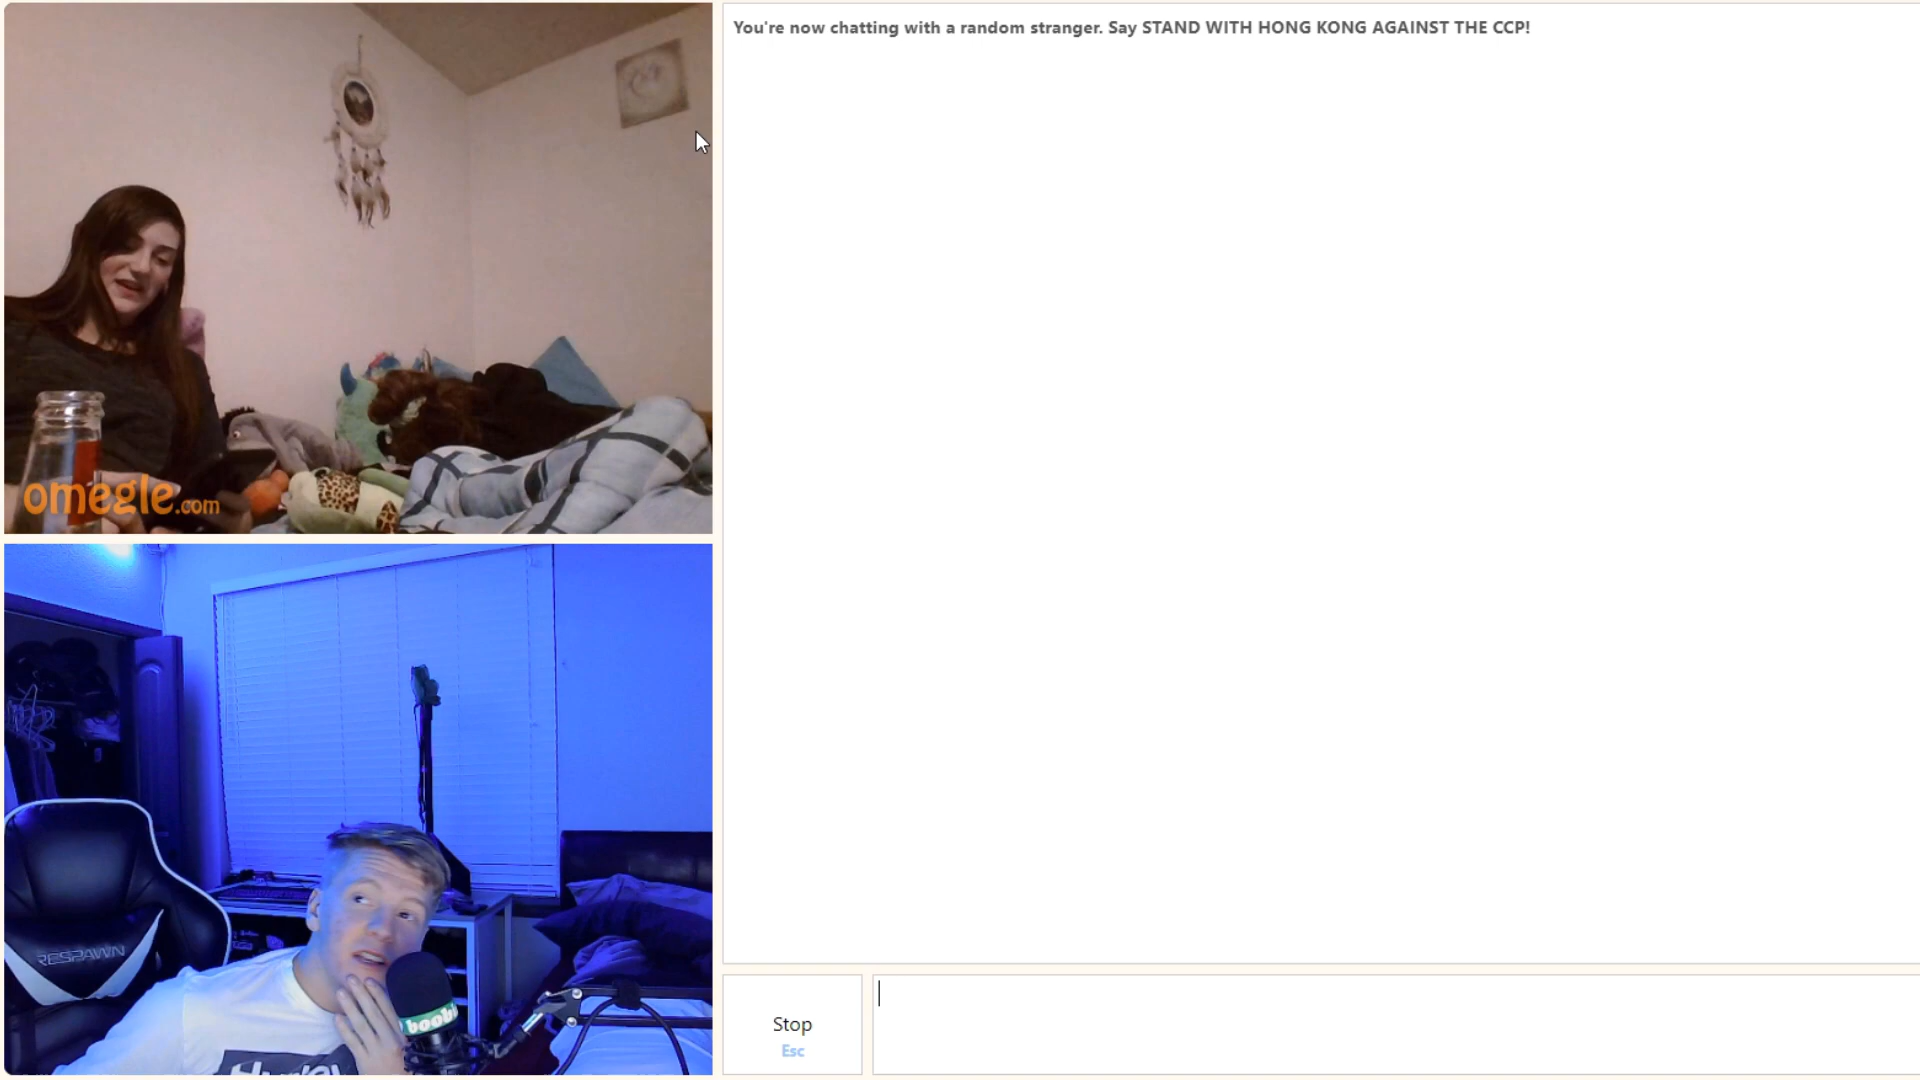 You're now chatting with a random stranger. Say STAND WITH HONG KONG AGAINST THE CCP!
omegle.com
RESPAWN
boobi
Stop
Esc